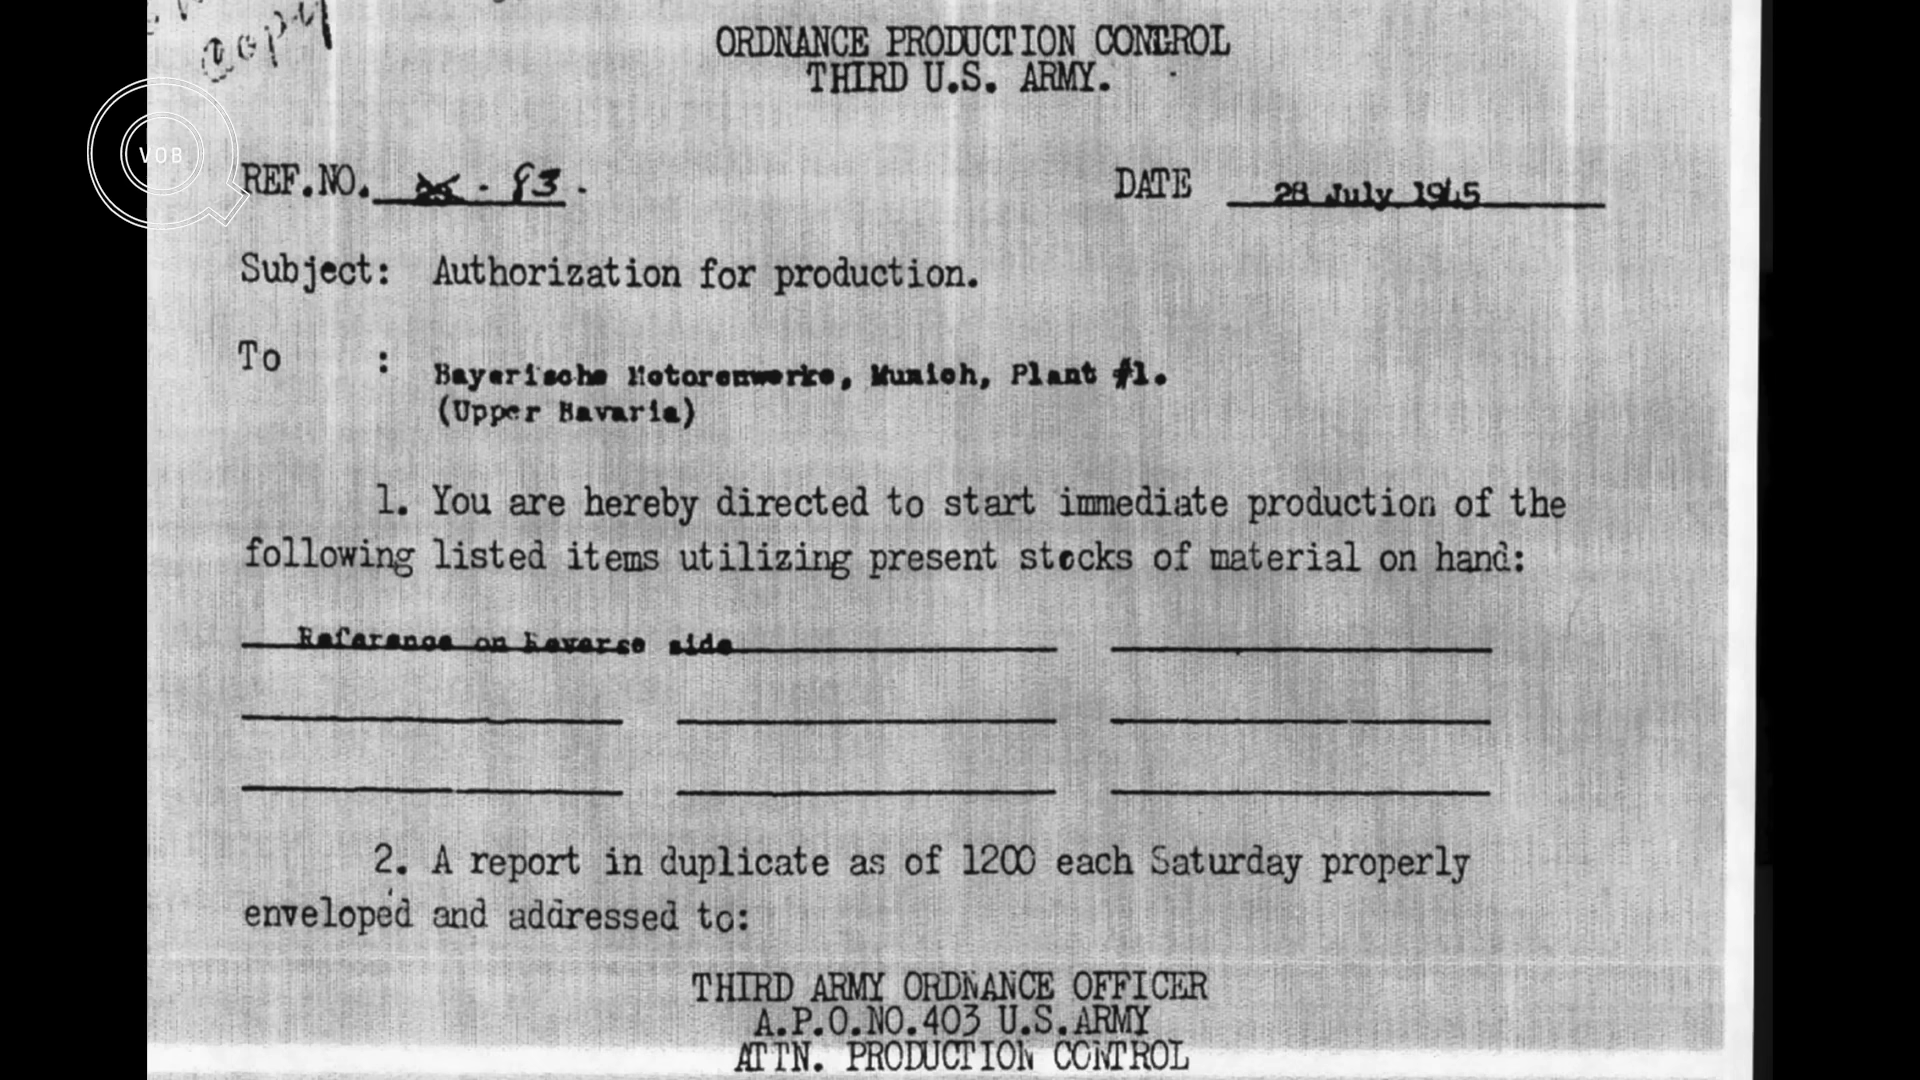 copy
ORDNANCE PRODUCTION CONTROL
THIRD U.S. ARMY.
VOB
REF.NO. - 83.
DATE 28 July 1945
Subject: Authorization for production.
To : Bayerische Motorenwerke, Munich, Plant #1.
(Upper Bavaria)
1. You are hereby directed to start immediate production of the
following listed items utilizing present stocks of material on hand:
Reference on Reverse side
2. A report in duplicate as of 1200 each Saturday properly
enveloped and addressed to:
THIRD ARMY ORDNANCE OFFICER
A.P.O.NO.403 U.S.ARMY
ATTN. PRODUCTION CONTROL